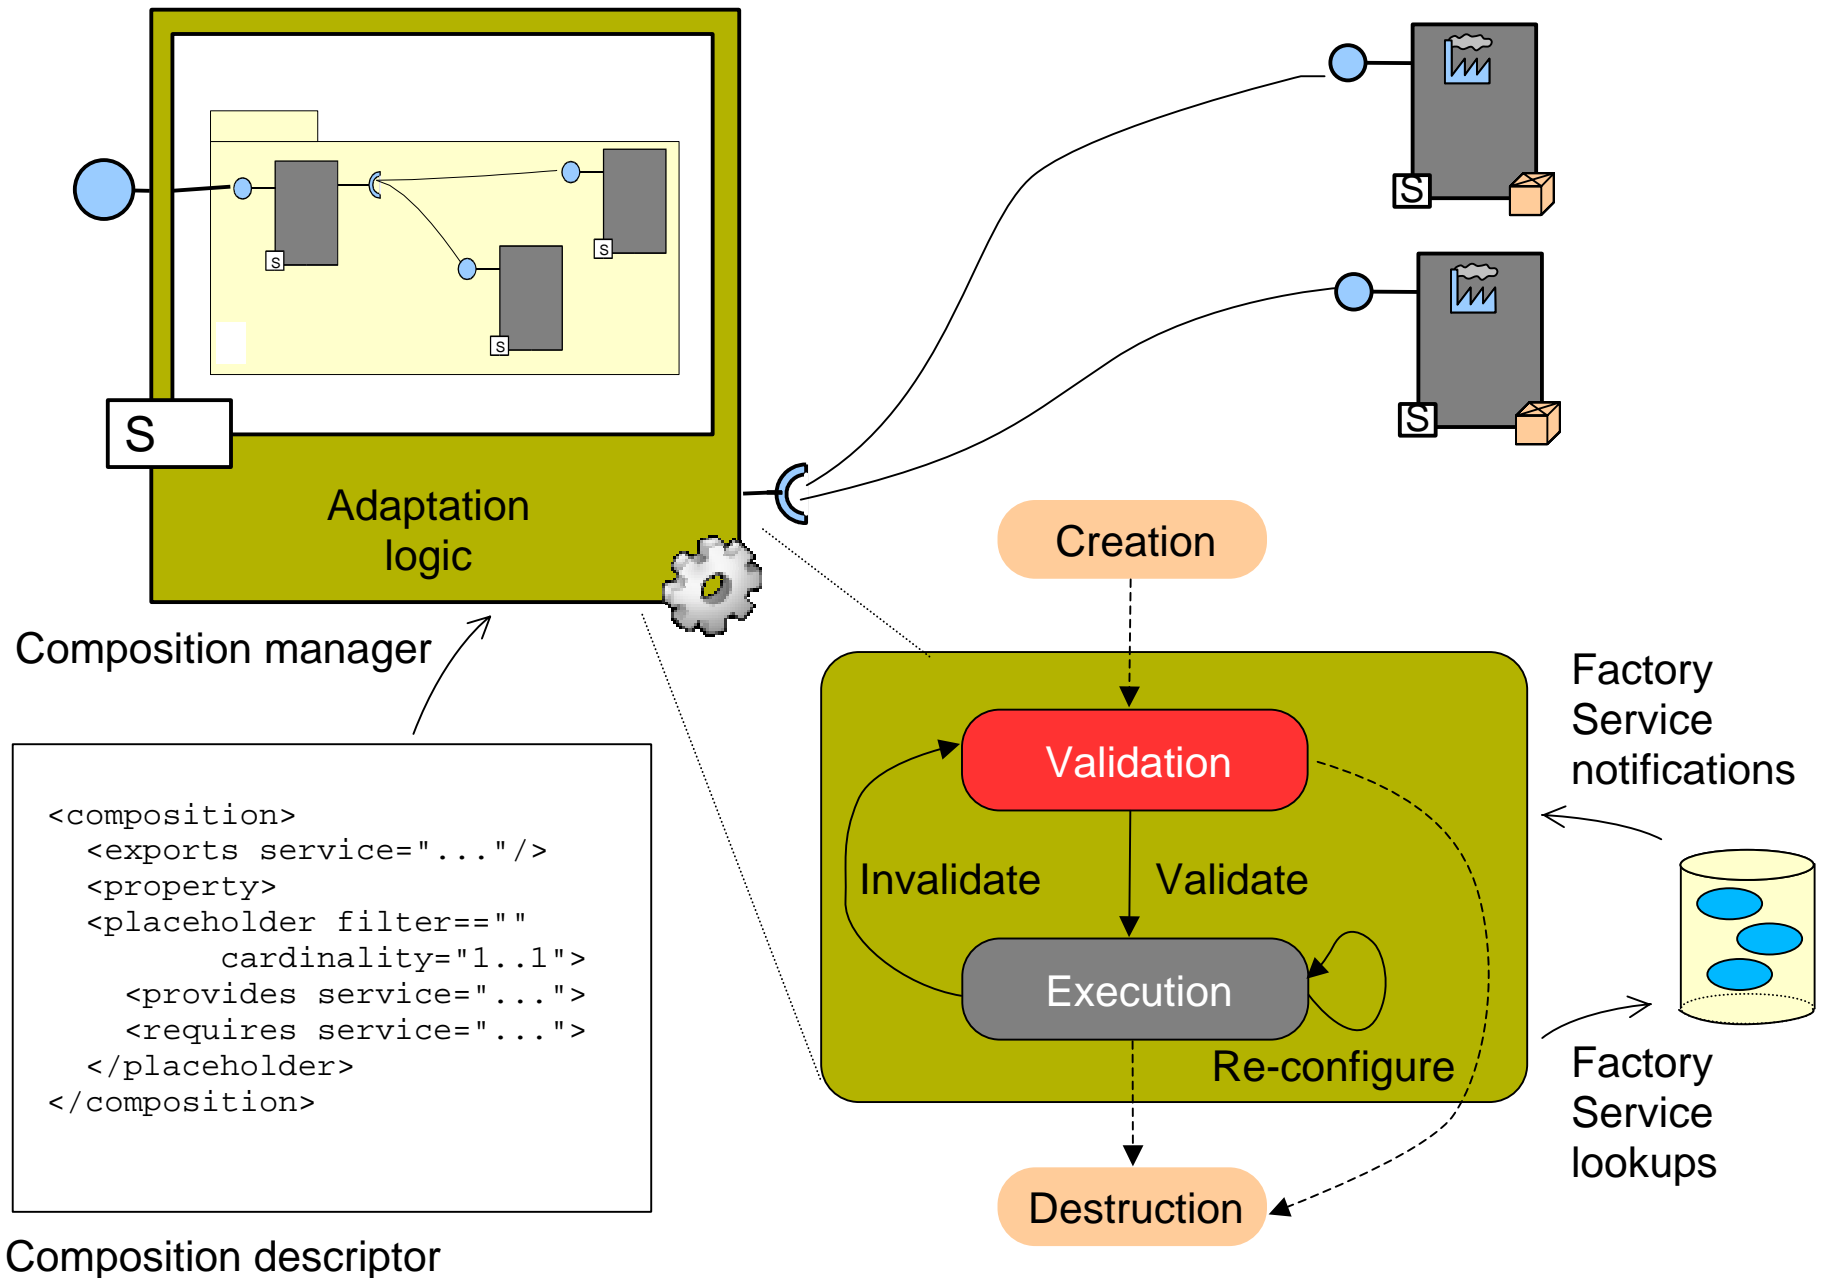 S
S
S
S
S
S
Adaptation
logic
Composition manager
Creation
Validation
Invalidate
Validate
Execution
Re-configure
Destruction
Factory
Service
notifications
Factory
Service
lookups
<composition>
  <exports service="..."/>
  <property>
  <placeholder filter==""
         cardinality="1..1">
    <provides service="...">
    <requires service="...">
  </placeholder>
</composition>
Composition descriptor